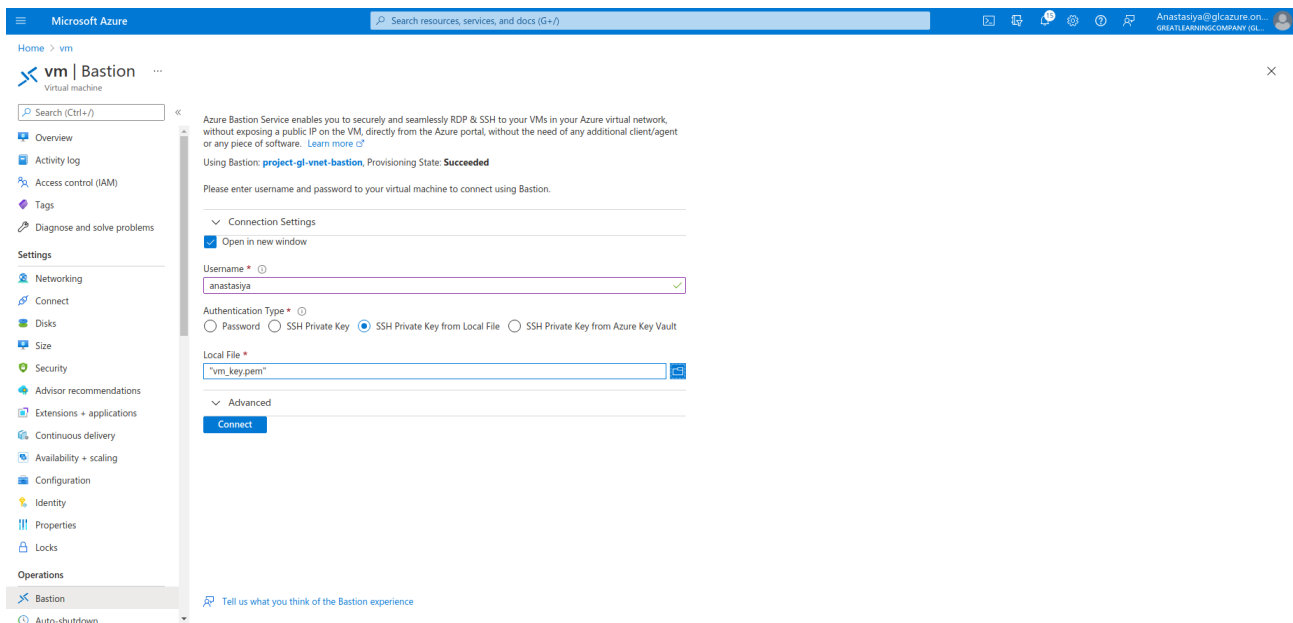 Microsoft Azure
Search resources, services, and docs (G+/)
15
Anastasiya@glcazure.on...
GREATLEARNINGCOMPANY (GL...
Home > vm
vm | Bastion ...
Virtual machine
Search (Ctrl+/)
«
Overview
Activity log
Access control (IAM)
Tags
Diagnose and solve problems
Settings
Networking
Connect
Disks
Size
Security
Advisor recommendations
Extensions + applications
Continuous delivery
Availability + scaling
Configuration
Identity
Properties
Locks
Operations
Bastion
Auto-shutdown
Azure Bastion Service enables you to securely and seamlessly RDP & SSH to your VMs in your Azure virtual network,
without exposing a public IP on the VM, directly from the Azure portal, without the need of any additional client/agent
or any piece of software. Learn more
Using Bastion: project-gl-vnet-bastion, Provisioning State: Succeeded
Please enter username and password to your virtual machine to connect using Bastion.
Connection Settings
Open in new window
Username *
anastasiya
Authentication Type *
Password SSH Private Key SSH Private Key from Local File SSH Private Key from Azure Key Vault
Local File *
"vm_key.pem"
Advanced
Connect
Tell us what you think of the Bastion experience